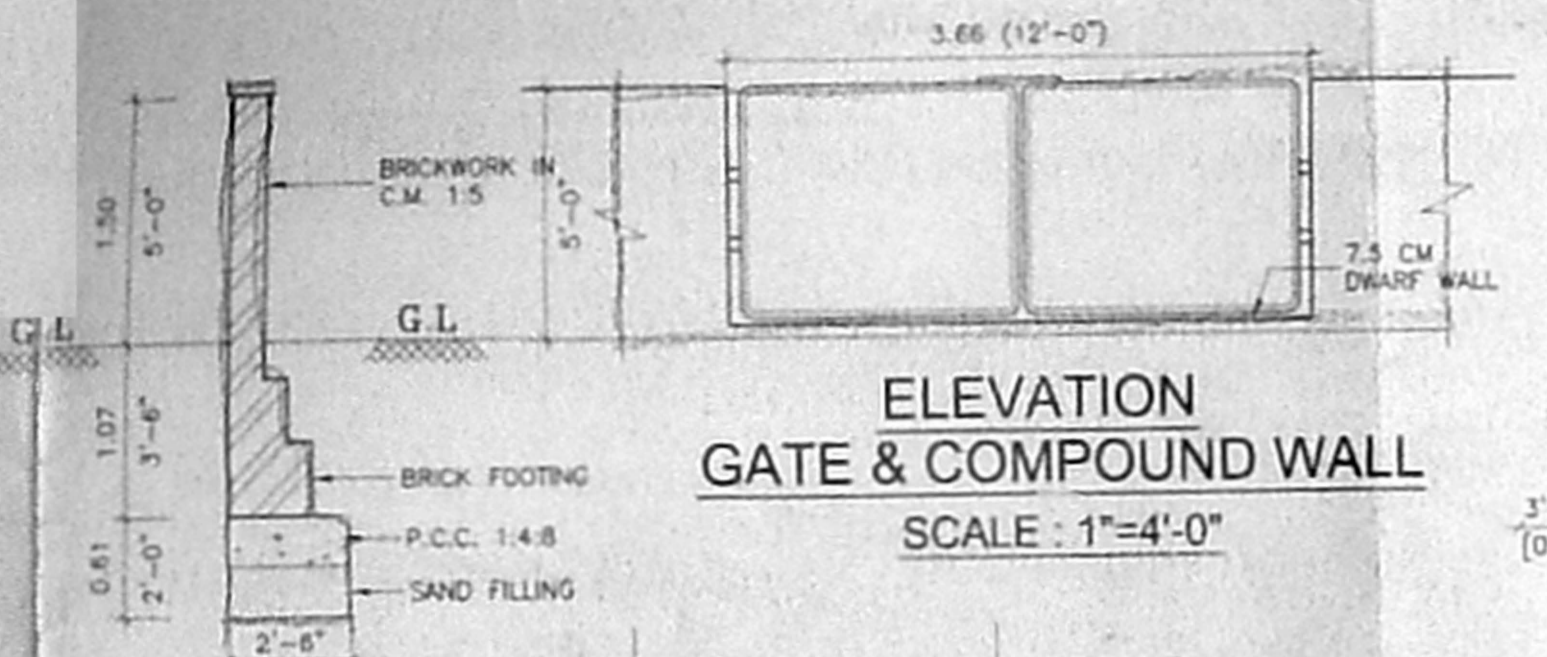 3.66 (12'-0")
BRICKWORK IN
C.M. 1:5
1.50
5'-0"
5'-0"
7.5 CM
DWARF WALL
G L
G.L
1.07
3'-6"
BRICK FOOTING
ELEVATION
GATE & COMPOUND WALL
SCALE : 1"=4'-0"
P.C.C. 1:4:8
0.61
2'-0"
SAND FILLING
2'-6"
3'
[0